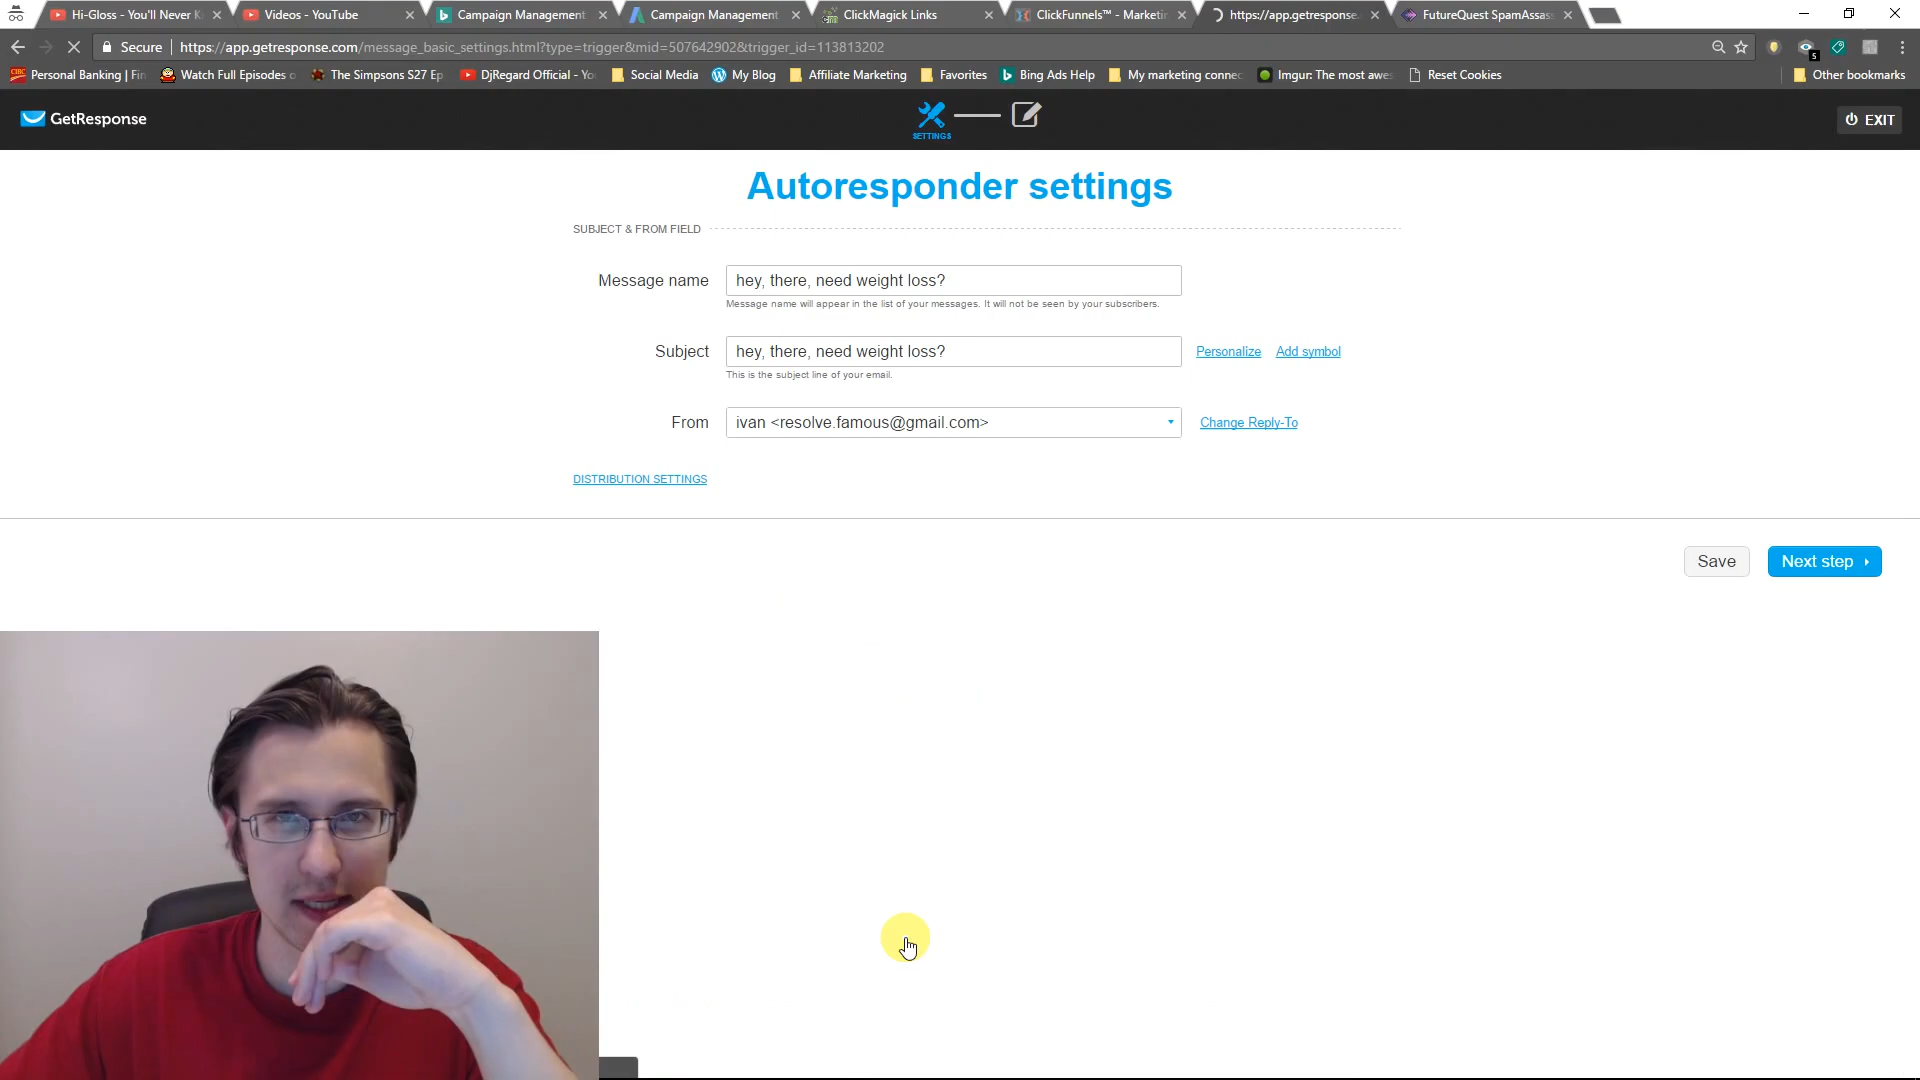 Hi-Gloss - You'll Never K
Videos - YouTube
Campaign Management
Campaign Management
ClickMagick Links
ClickFunnels™ - Marketin
https://app.getresponse.
FutureQuest SpamAssas
Secure
https://app.getresponse.com/message_basic_settings.html?type=trigger&mid=507642902&trigger_id=113813202
5
Personal Banking | Fin
Watch Full Episodes o
The Simpsons S27 Ep
DjRegard Official - Yo
Social Media
My Blog
Affiliate Marketing
Favorites
Bing Ads Help
My marketing connec
Imgur: The most awes
Reset Cookies
Other bookmarks
GetResponse
SETTINGS
EXIT
Autoresponder settings
SUBJECT & FROM FIELD
Message name
hey, there, need weight loss?
Message name will appear in the list of your messages. It will not be seen by your subscribers.
Subject
hey, there, need weight loss?
Personalize
Add symbol
This is the subject line of your email.
From
ivan <resolve.famous@gmail.com>
Change Reply-To
DISTRIBUTION SETTINGS
Save
Next step